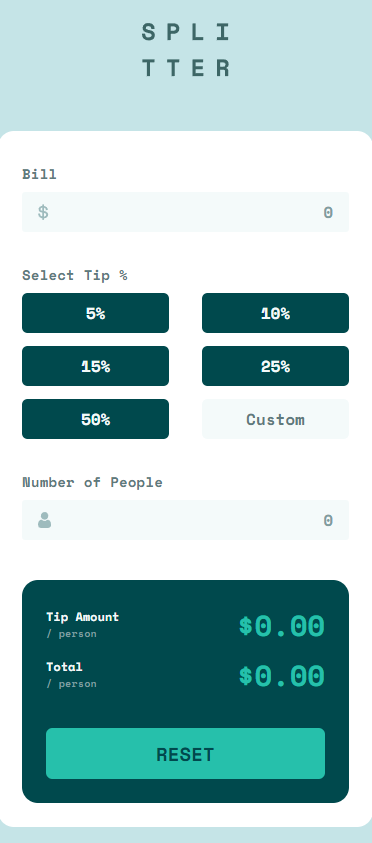 SPLI
TTER
Bill
$ 0
Select Tip %
5% 10%
15% 25%
50% Custom
Number of People
0
Tip Amount
/ person
$0.00
Total
/ person
$0.00
RESET